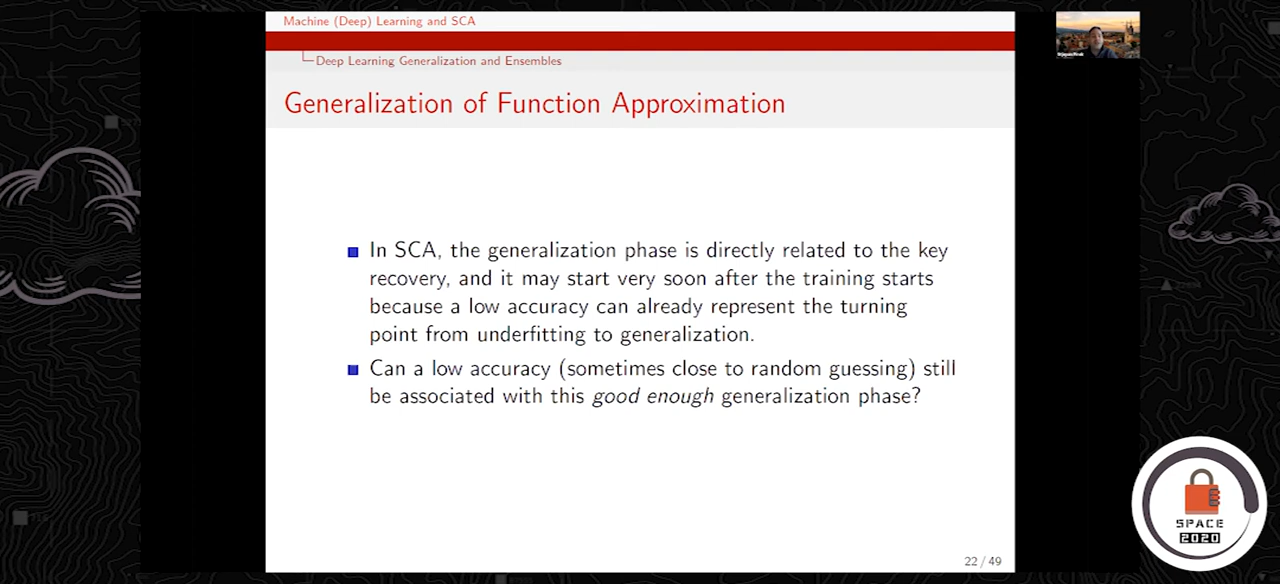 Machine (Deep) Learning and SCA
Deep Learning Generalization and Ensembles
Generalization of Function Approximation
In SCA, the generalization phase is directly related to the key
recovery, and it may start very soon after the training starts
because a low accuracy can already represent the turning
point from underfitting to generalization.
Can a low accuracy (sometimes close to random guessing) still
be associated with this good enough generalization phase?
22 / 49
SPACE
2020